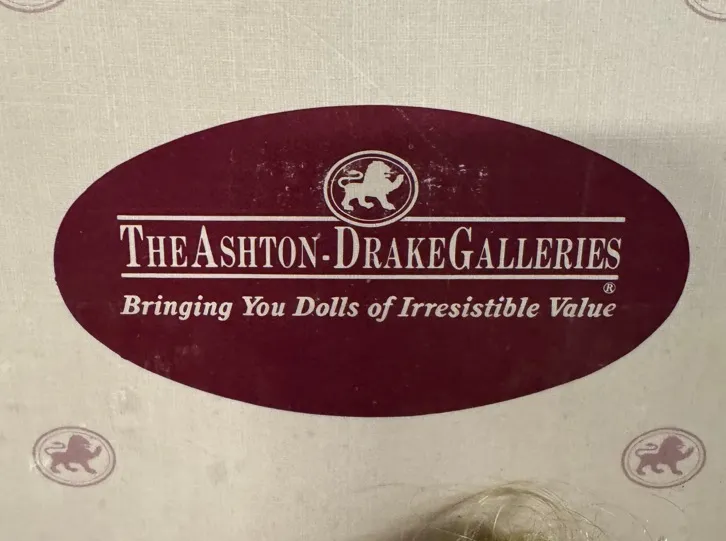 THE ASHTON-DRAKE GALLERIES
®
Bringing You Dolls of Irresistible Value